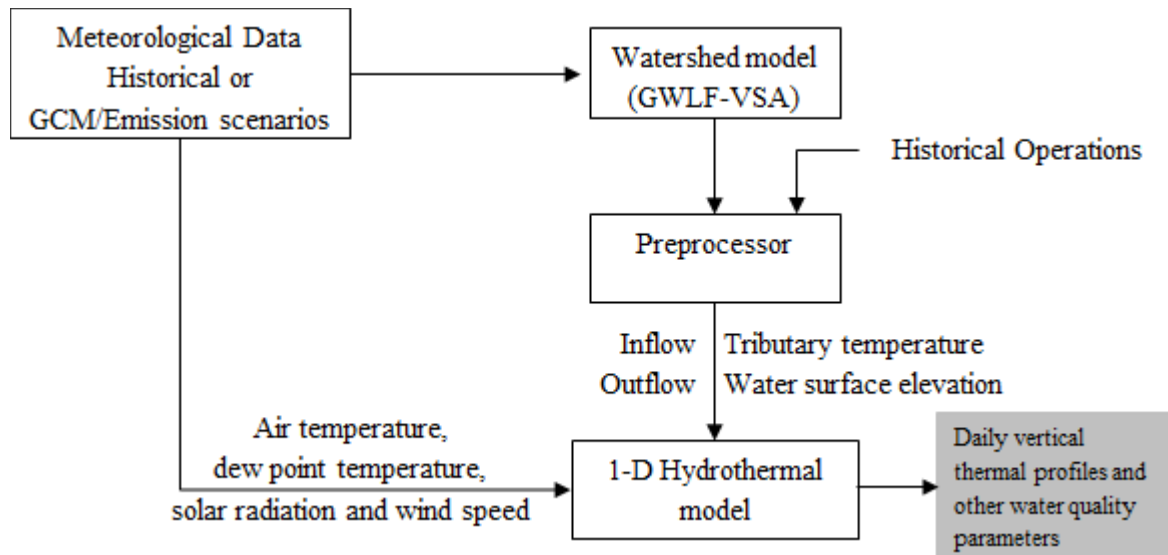 Meteorological Data
Historical or
GCM/Emission scenarios
Watershed model
(GWLF-VSA)
Historical Operations
Preprocessor
Inflow Tributary temperature
Outflow Water surface elevation
Air temperature,
dew point temperature,
solar radiation and wind speed
1-D Hydrothermal
model
Daily vertical
thermal profiles and
other water quality
parameters